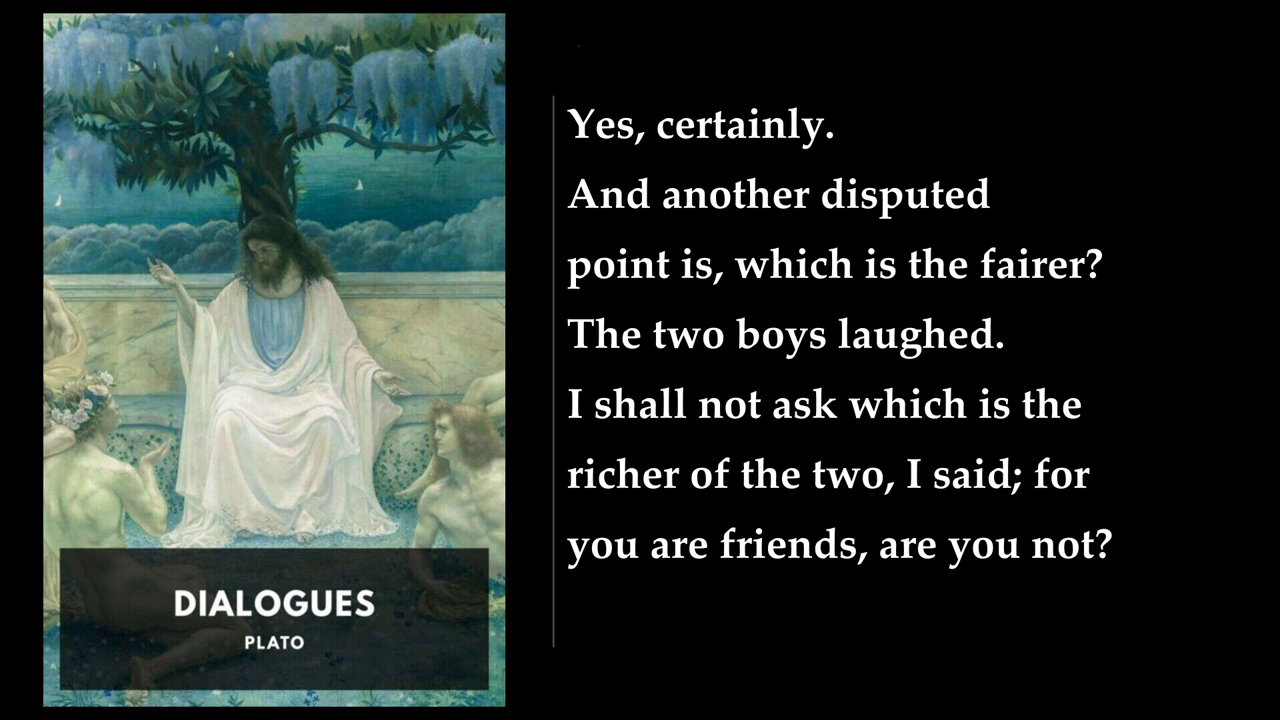 DIALOGUES
PLATO
Yes, certainly.
And another disputed
point is, which is the fairer?
The two boys laughed.
I shall not ask which is the
richer of the two, I said; for
you are friends, are you not?